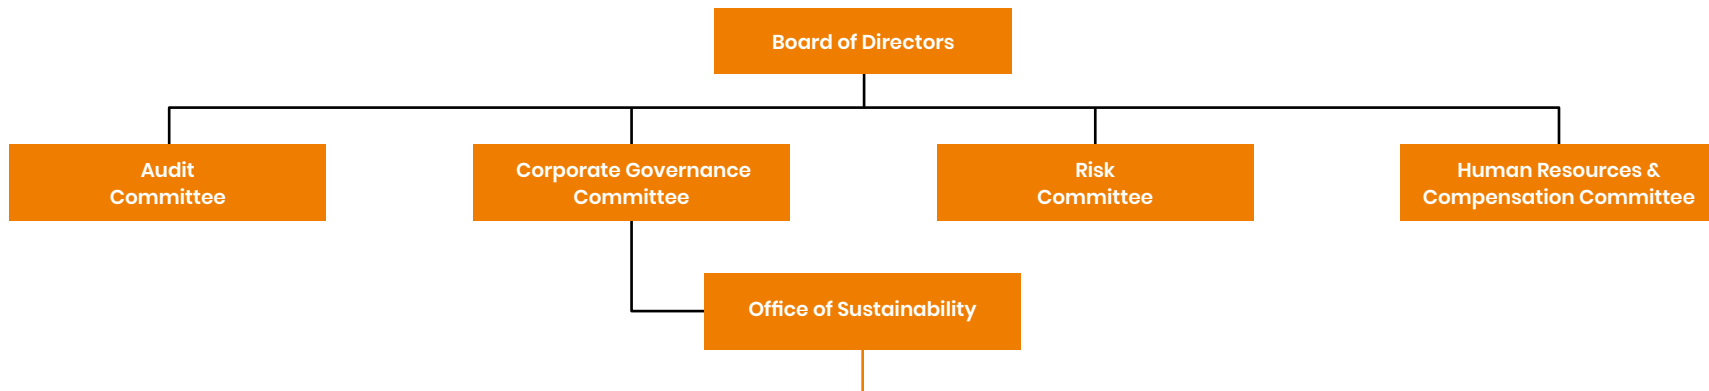 Board of Directors
Audit
Committee
Corporate Governance
Committee
Risk
Committee
Human Resources &
Compensation Committee
Office of Sustainability